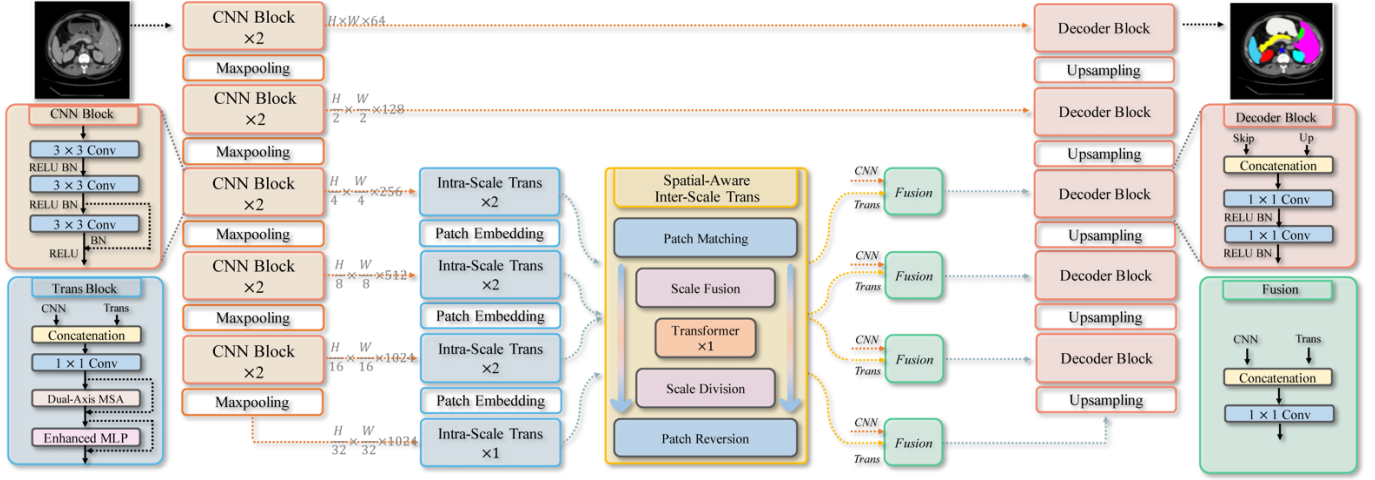 CNN Block
×2
H×W×64
Decoder Block
Maxpooling
Upsampling
CNN Block
×2
H/2×W/2×128
Decoder Block
Maxpooling
Upsampling
CNN Block
3 × 3 Conv
RELU BN
3 × 3 Conv
RELU BN
3 × 3 Conv
BN
RELU
Decoder Block
Skip
Up
Concatenation
1 × 1 Conv
RELU BN
1 × 1 Conv
RELU BN
CNN Block
×2
H/4×W/4×256
Intra-Scale Trans
×2
Spatial-Aware
Inter-Scale Trans
CNN
Trans
Fusion
Decoder Block
Maxpooling
Patch Embedding
Patch Matching
Upsampling
CNN Block
×2
H/8×W/8×512
Intra-Scale Trans
×2
Scale Fusion
CNN
Trans
Fusion
Decoder Block
Maxpooling
Patch Embedding
Transformer
×1
Upsampling
CNN Block
×2
H/16×W/16×1024
Intra-Scale Trans
×2
CNN
Trans
Fusion
Decoder Block
Maxpooling
Patch Embedding
Scale Division
Upsampling
H/32×W/32×1024
Intra-Scale Trans
×1
Patch Reversion
CNN
Trans
Fusion
Trans Block
CNN
Trans
Concatenation
1 × 1 Conv
Dual-Axis MSA
Enhanced MLP
Fusion
CNN
Trans
Concatenation
1 × 1 Conv